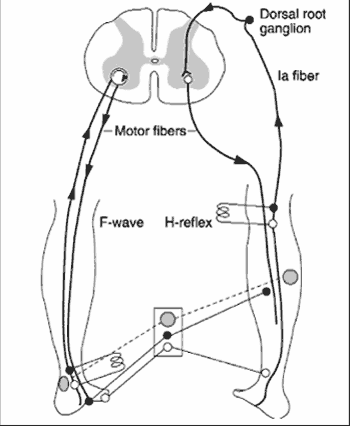 Dorsal root
ganglion
Ia fiber
Motor fibers
F-wave
H-reflex